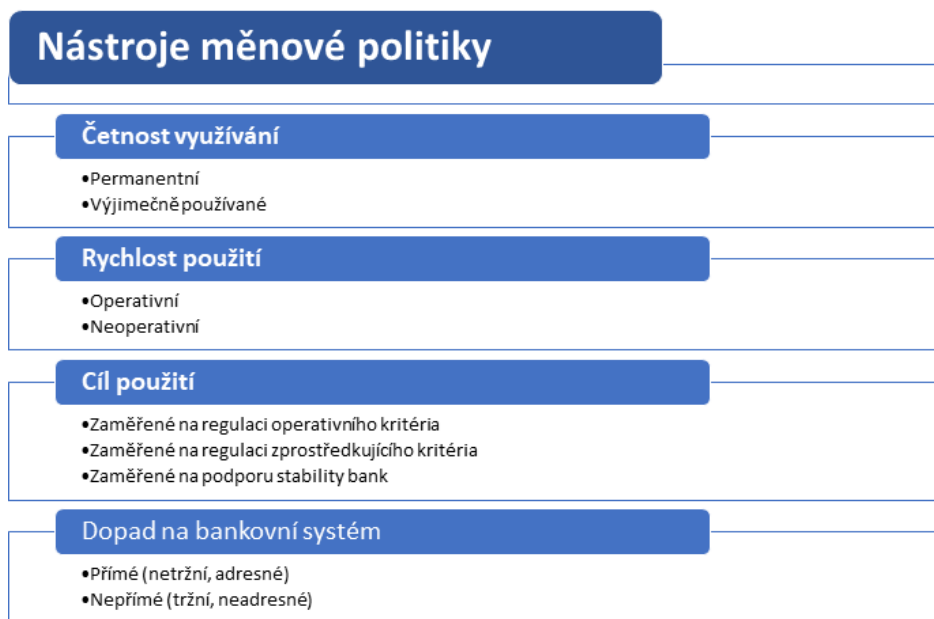 Nástroje měnové politiky
Četnost využívání
•Permanentní
•Výjimečně používané
Rychlost použití
•Operativní
•Neoperativní
Cíl použití
•Zaměřené na regulaci operativního kritéria
•Zaměřené na regulaci zprostředkujícího kritéria
•Zaměřené na podporu stability bank
Dopad na bankovní systém
•Přímé (netržní, adresné)
•Nepřímé (tržní, neadresné)